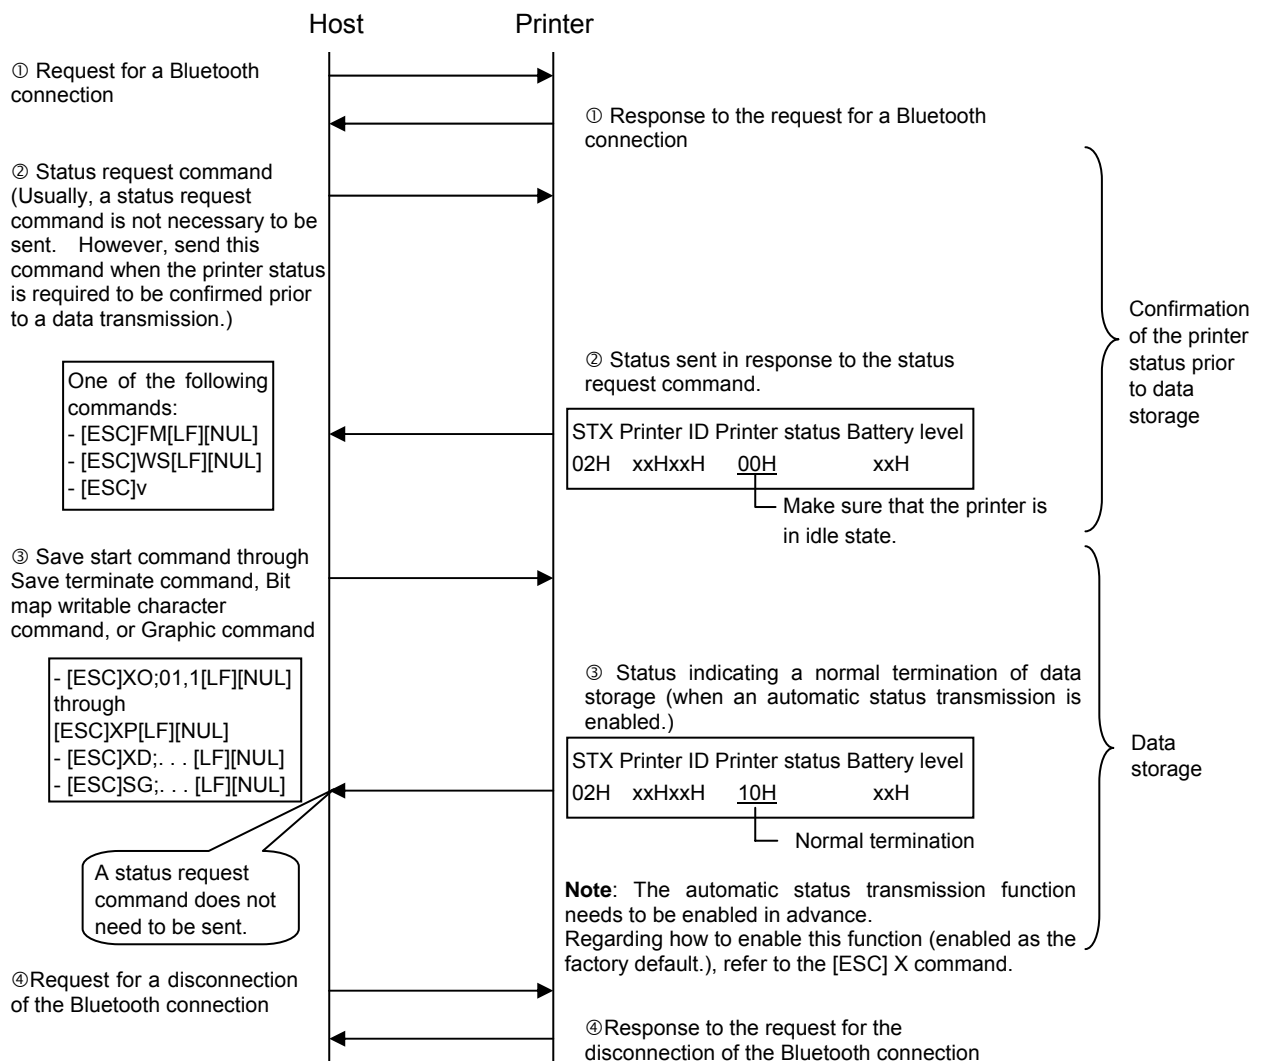 Host
Printer
① Request for a Bluetooth
connection
① Response to the request for a Bluetooth
connection
② Status request command
(Usually, a status request
command is not necessary to be
sent. However, send this
command when the printer status
is required to be confirmed prior
to a data transmission.)
One of the following
commands:
- [ESC]FM[LF][NUL]
- [ESC]WS[LF][NUL]
- [ESC]v
② Status sent in response to the status
request command.
STX Printer ID Printer status Battery level
02H xxHxxH 00H xxH
Make sure that the printer is
in idle state.
Confirmation
of the printer
status prior
to data
storage
③ Save start command through
Save terminate command, Bit
map writable character
command, or Graphic command
- [ESC]XO;01,1[LF][NUL]
through
[ESC]XP[LF][NUL]
- [ESC]XD;. . . [LF][NUL]
- [ESC]SG;. . . [LF][NUL]
A status request
command does not
need to be sent.
③ Status indicating a normal termination of data
storage (when an automatic status transmission is
enabled.)
STX Printer ID Printer status Battery level
02H xxHxxH 10H xxH
Normal termination
Note: The automatic status transmission function
needs to be enabled in advance.
Regarding how to enable this function (enabled as the
factory default.), refer to the [ESC] X command.
Data
storage
④Request for a disconnection
of the Bluetooth connection
④Response to the request for the
disconnection of the Bluetooth connection